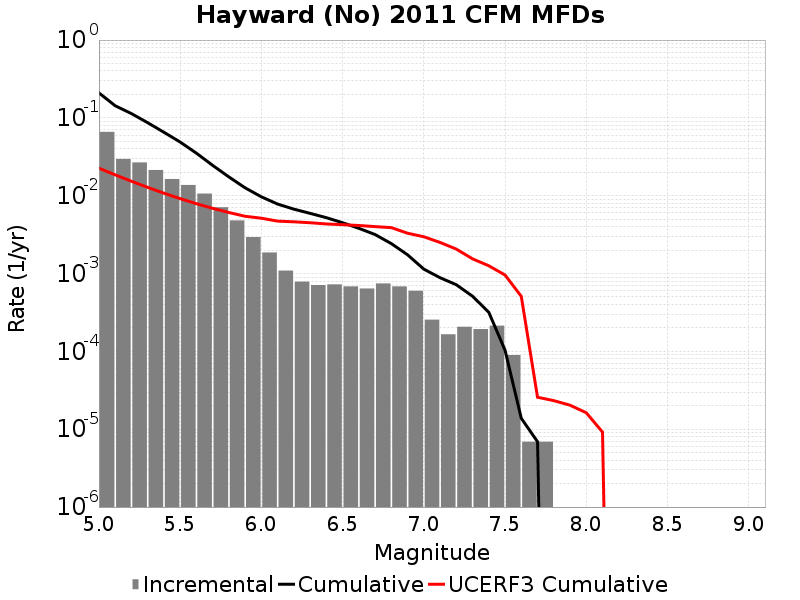 Hayward (No) 2011 CFM MFDs
10^0
10^-1
10^-2
10^-3
10^-4
10^-5
10^-6
Rate (1/yr)
5.0 5.5 6.0 6.5 7.0 7.5 8.0 8.5 9.0
Magnitude
Incremental Cumulative UCERF3 Cumulative